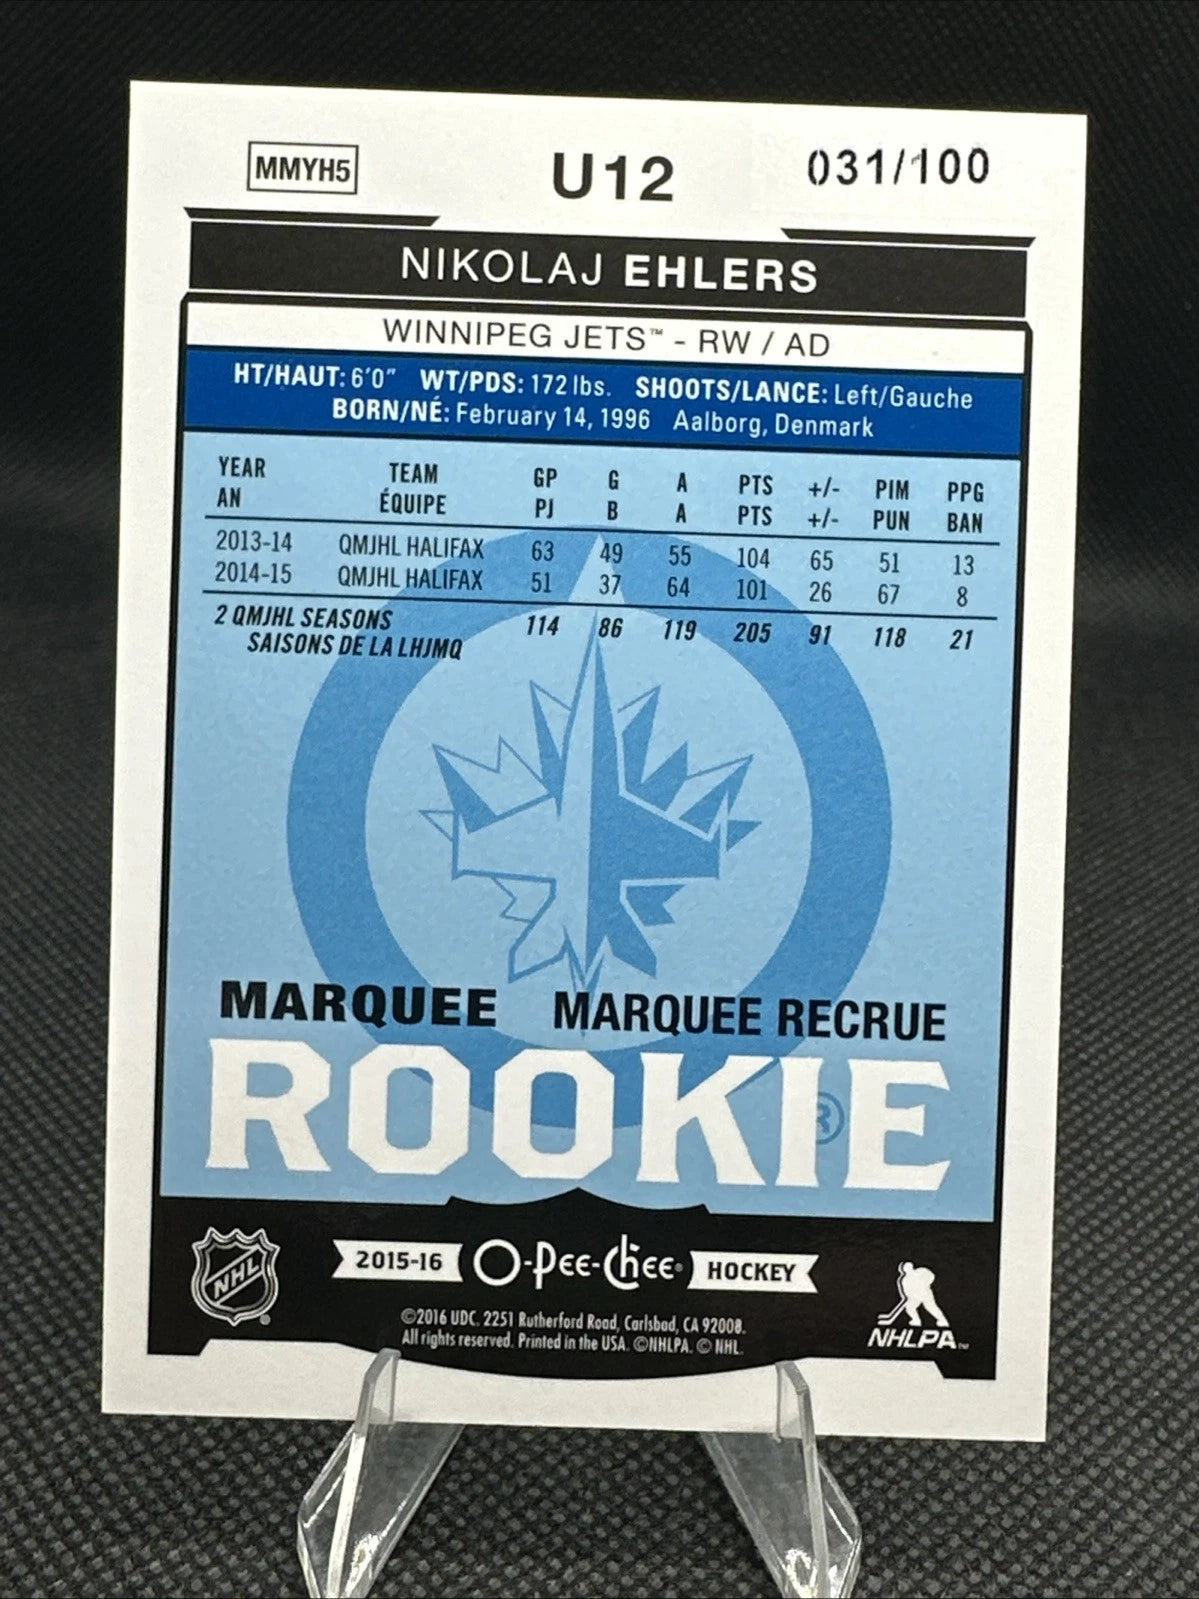 MMYH5 U12 031/100
NIKOLAJ EHLERS
WINNIPEG JETS™ - RW / AD
HT/HAUT: 6'0" WT/PDS: 172 lbs. SHOOTS/LANCE: Left/Gauche
BORN/NÉ: February 14, 1996 Aalborg, Denmark
YEAR TEAM GP G A PTS +/- PIM PPG
AN ÉQUIPE PJ B A PTS +/- PUN BAN
2013-14 QMJHL HALIFAX 63 49 55 104 65 51 13
2014-15 QMJHL HALIFAX 51 37 64 101 26 67 8
2 QMJHL SEASONS 114 86 119 205 91 118 21
SAISONS DE LA LHJMQ
MARQUEE MARQUEE RECRUE
ROOKIE
®
NHL ® 2015-16 O-Pee-Chee® HOCKEY NHLPA™
©2016 UDC. 2251 Rutherford Road, Carlsbad, CA 92008.
All rights reserved. Printed in the USA. ©NHLPA. © NHL.